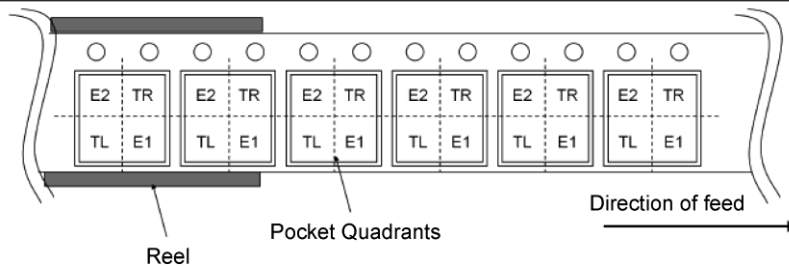 E2 TR E2 TR E2 TR E2 TR E2 TR E2 TR
TL E1 TL E1 TL E1 TL E1 TL E1 TL E1
Direction of feed
Pocket Quadrants
Reel